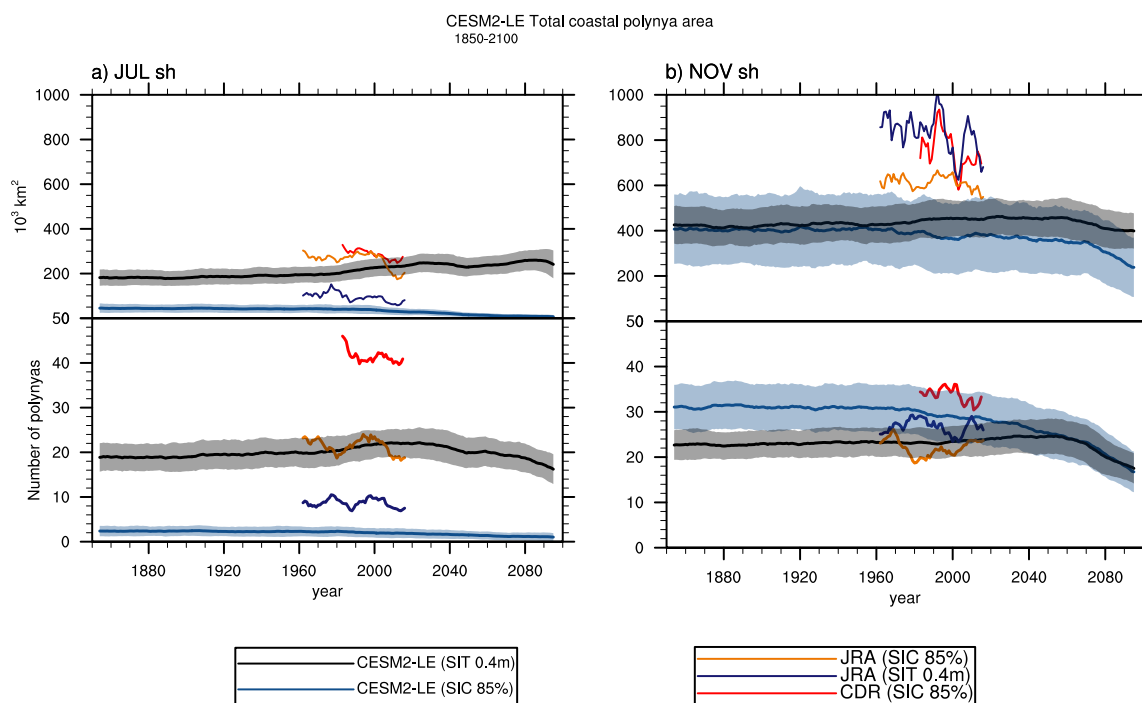 CESM2-LE Total coastal polynya area
1850-2100
a) JUL sh
b) NOV sh
1000
800
600
400
200
50
40
30
20
10
0
10³ km²
Number of polynyas
1880
1920
1960
2000
2040
2080
year
1000
800
600
400
200
50
40
30
20
10
0
1880
1920
1960
2000
2040
2080
year
CESM2-LE (SIT 0.4m)
CESM2-LE (SIC 85%)
JRA (SIC 85%)
JRA (SIT 0.4m)
CDR (SIC 85%)